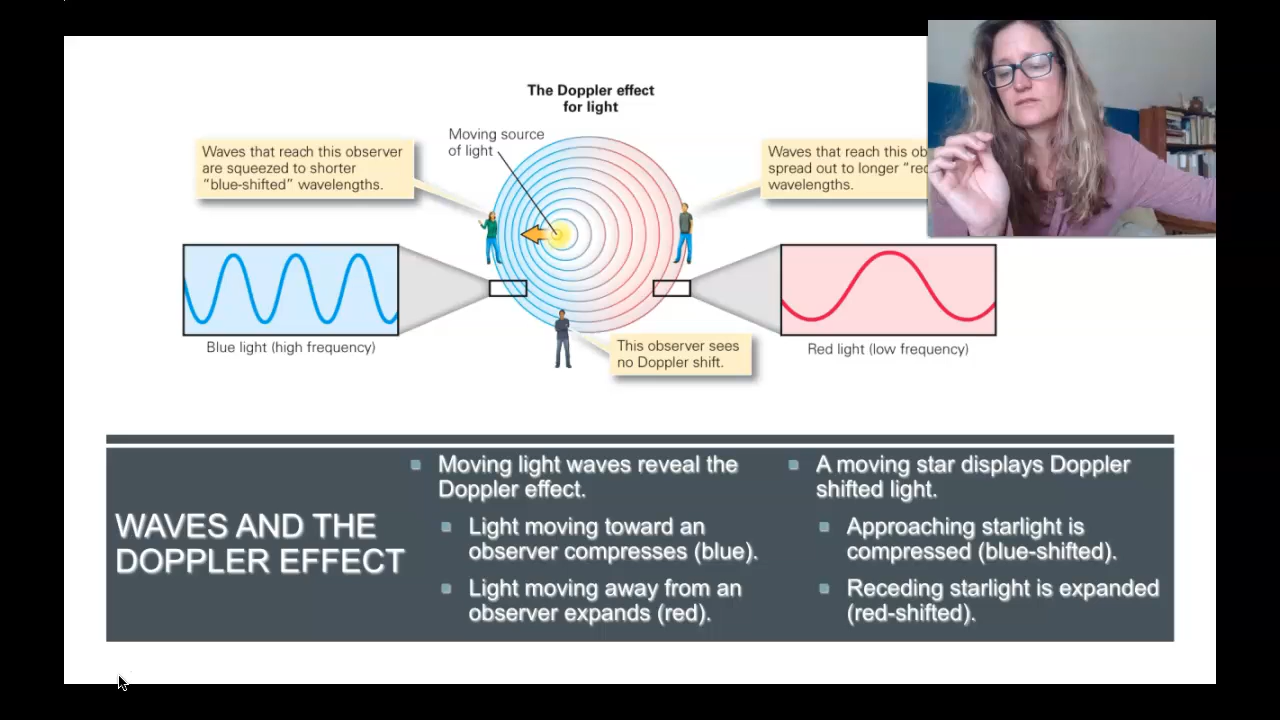 The Doppler effect
for light
Moving source
of light
Waves that reach this observer
are squeezed to shorter
“blue-shifted” wavelengths.
Waves that reach this
spread out to longer
wavelengths.
This observer sees
no Doppler shift.
Blue light (high frequency)
Red light (low frequency)
WAVES AND THE
DOPPLER EFFECT
Moving light waves reveal the
Doppler effect.
Light moving toward an
observer compresses (blue).
Light moving away from an
observer expands (red).
A moving star displays Doppler
shifted light.
Approaching starlight is
compressed (blue-shifted).
Receding starlight is expanded
(red-shifted).